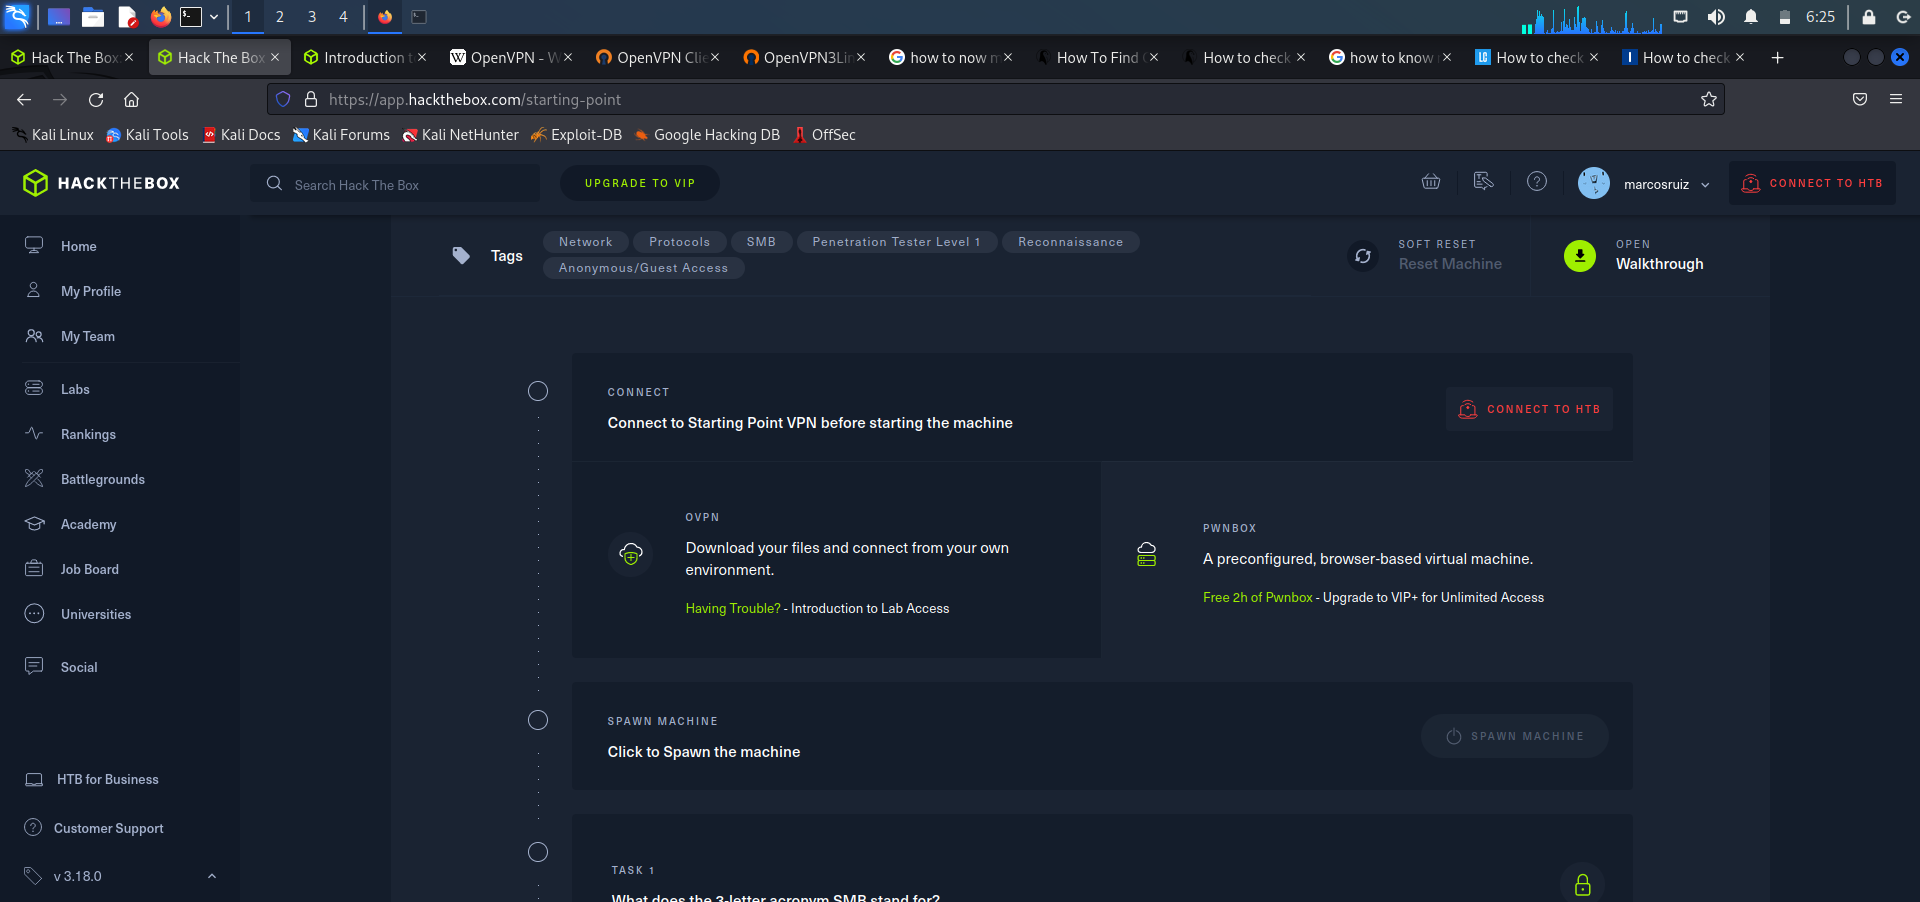 1 2 3 4
6:25
Hack The Box
Hack The Box
Introduction t
OpenVPN - W
OpenVPN Clie
OpenVPN3Lin
how to now m
How To Find
How to check
how to know
How to check
How to check
https://app.hackthebox.com/starting-point
Kali Linux Kali Tools Kali Docs Kali Forums Kali NetHunter Exploit-DB Google Hacking DB OffSec
HACKTHEBOX
Search Hack The Box
UPGRADE TO VIP
marcosruiz
CONNECT TO HTB
Home
My Profile
My Team
Labs
Rankings
Battlegrounds
Academy
Job Board
Universities
Social
HTB for Business
Customer Support
v 3.18.0
Tags
Network Protocols SMB Penetration Tester Level 1 Reconnaissance
Anonymous/Guest Access
SOFT RESET
Reset Machine
OPEN
Walkthrough
CONNECT
Connect to Starting Point VPN before starting the machine
CONNECT TO HTB
OVPN
Download your files and connect from your own
environment.
Having Trouble? - Introduction to Lab Access
PWNBOX
A preconfigured, browser-based virtual machine.
Free 2h of Pwnbox - Upgrade to VIP+ for Unlimited Access
SPAWN MACHINE
Click to Spawn the machine
SPAWN MACHINE
TASK 1
What does the 3-letter acronym SMB stand for?